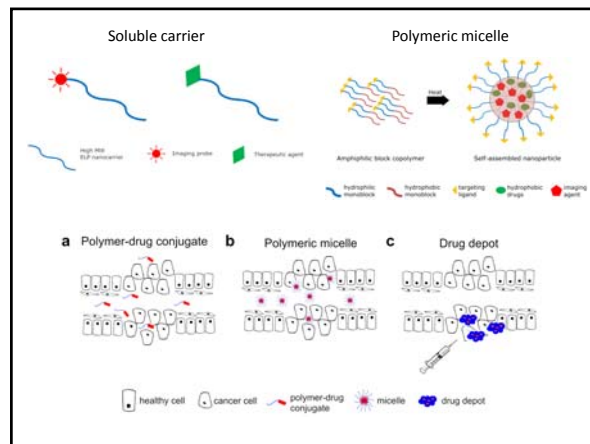 Soluble carrier
Polymeric micelle
Heat
High MW
ELP nanocarrier
Imaging probe
Therapeutic agent
Amphiphilic block copolymer
Self-assembled nanoparticle
hydrophilic
monoblock
hydrophobic
monoblock
targeting
ligand
hydrophobic
drugs
imaging
agent
a
Polymer-drug conjugate
b
Polymeric micelle
c
Drug depot
healthy cell
cancer cell
polymer-drug
conjugate
micelle
drug depot